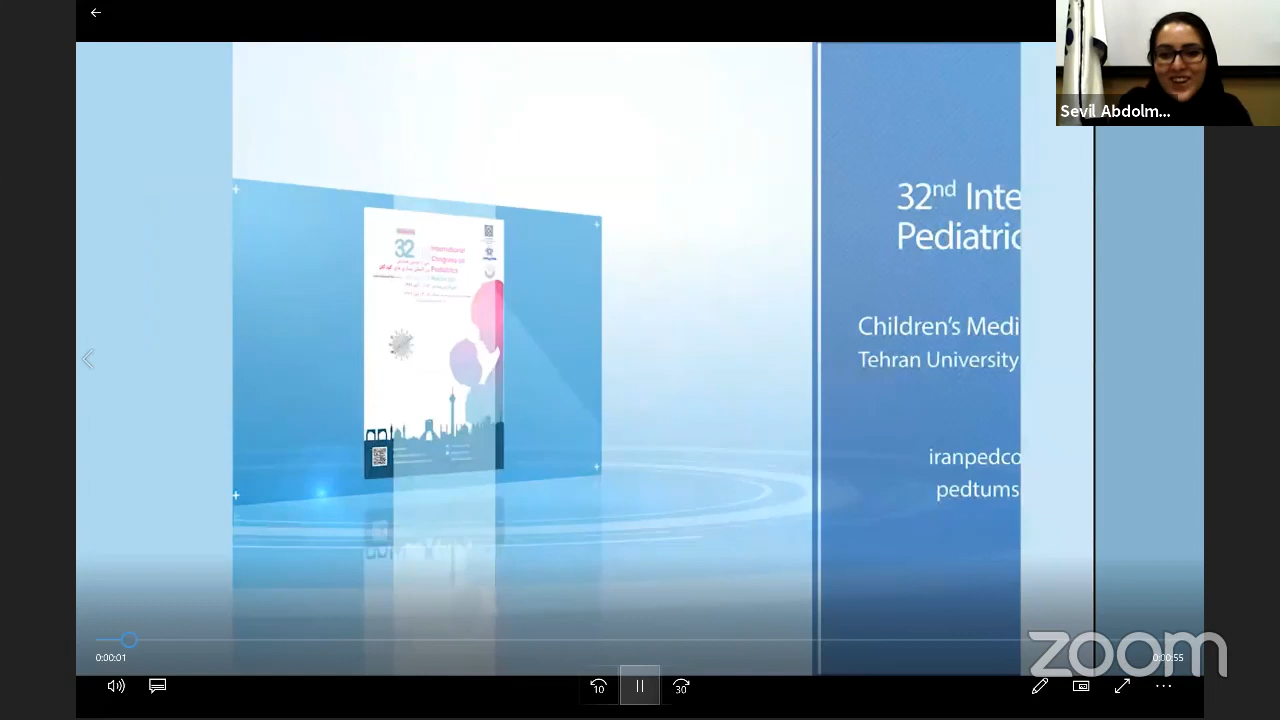 Sevil Abdolm...
32nd Inte
Pediatric
Children's Medi
Tehran University
iranpedco
pedtums
32
International
Congress of
Pediatrics
0:00:01
0:00:55
10
30
zoom